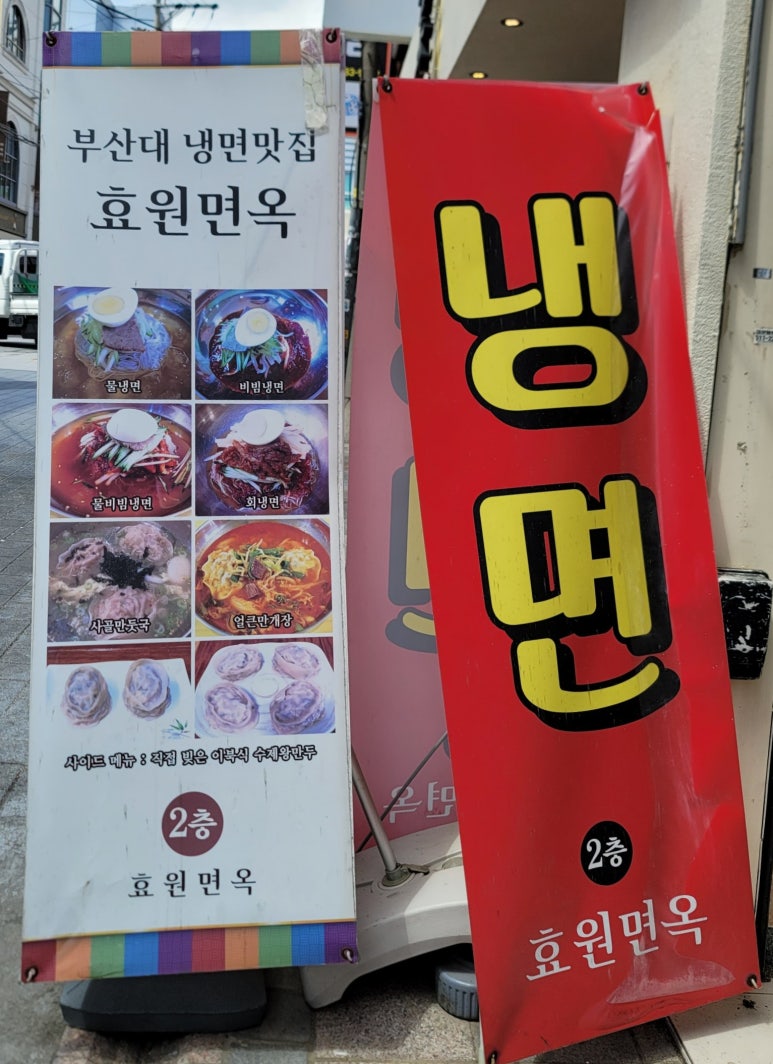 부산대 냉면맛집
효원면옥
물냉면
비빔냉면
물비빔냉면
회냉면
사골만둣국
얼큰만개장
사이드 메뉴 : 직접 빚은 이북식 수제왕만두
2층
효원면옥
냉면
2층
효원면옥